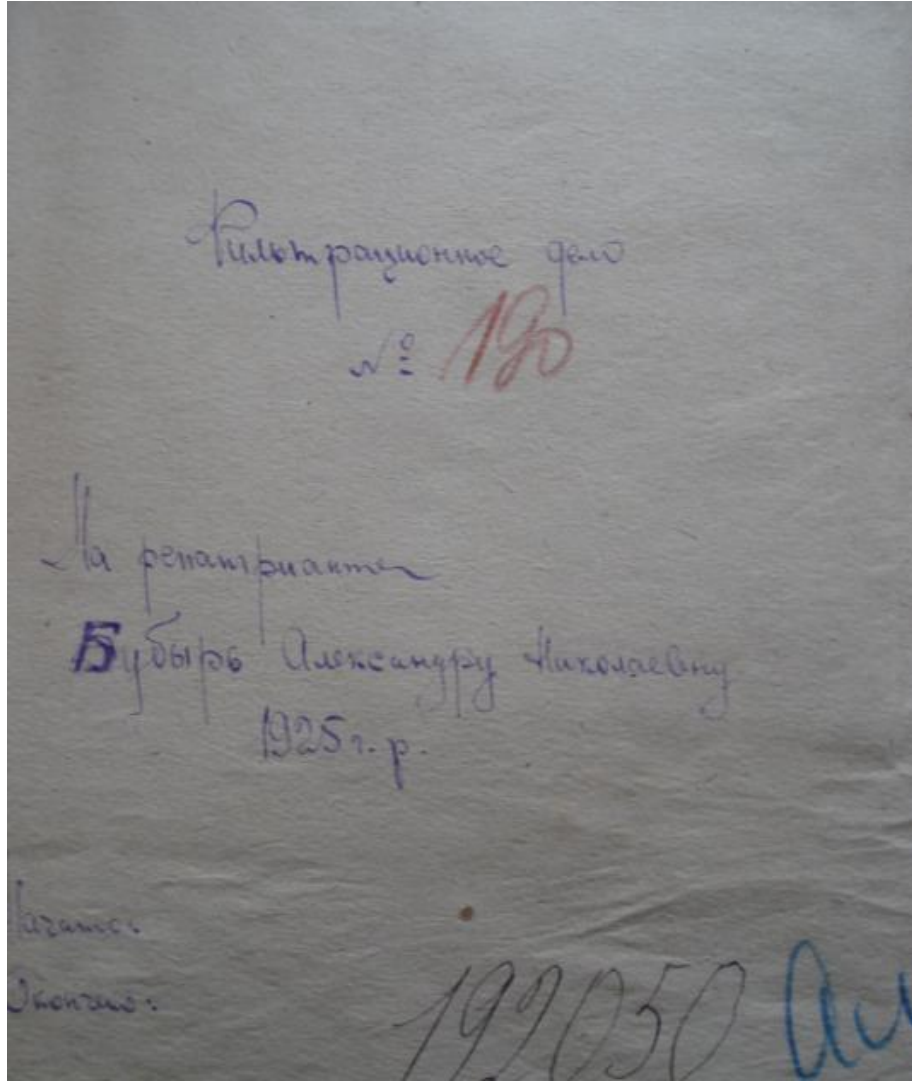 Фильтрационное дело
№ 190
На репатрианта
Бубырь Александру Николаевну
1925 г. р.
Начато:
Окончено:
192050